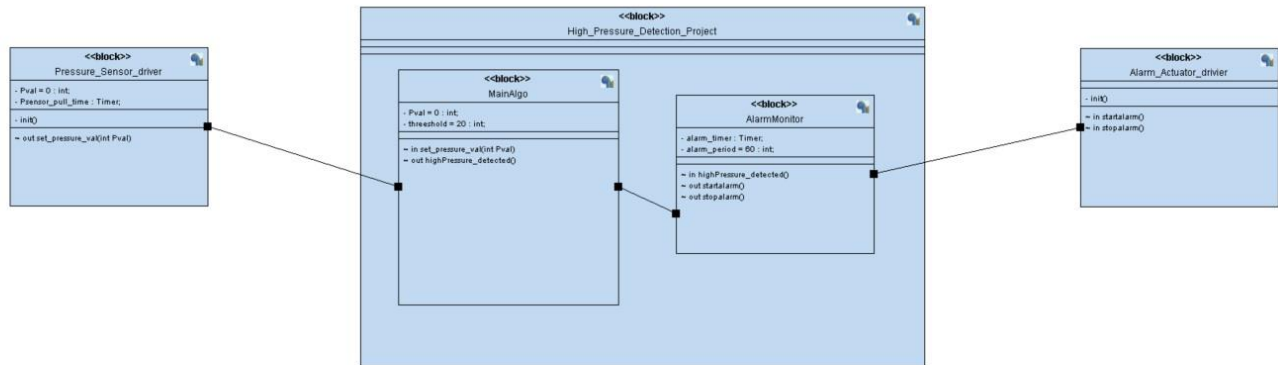 <<block>>
Pressure_Sensor_driver
- Pval = 0 : int;
- Psensor_pull_time : Timer;
- init()
~ out set_pressure_val(int Pval)
<<block>>
High_Pressure_Detection_Project
<<block>>
MainAlgo
- Pval = 0 : int;
- threeshold = 20 : int;
~ in set_pressure_val(int Pval)
~ out highPressure_detected()
<<block>>
AlarmMonitor
- alarm_timer : Timer;
- alarm_period = 60 : int;
~ in highPressure_detected()
~ out startalarm()
~ out stopalarm()
<<block>>
Alarm_Actuator_drivier
- init()
~ in startalarm()
~ in stopalarm()